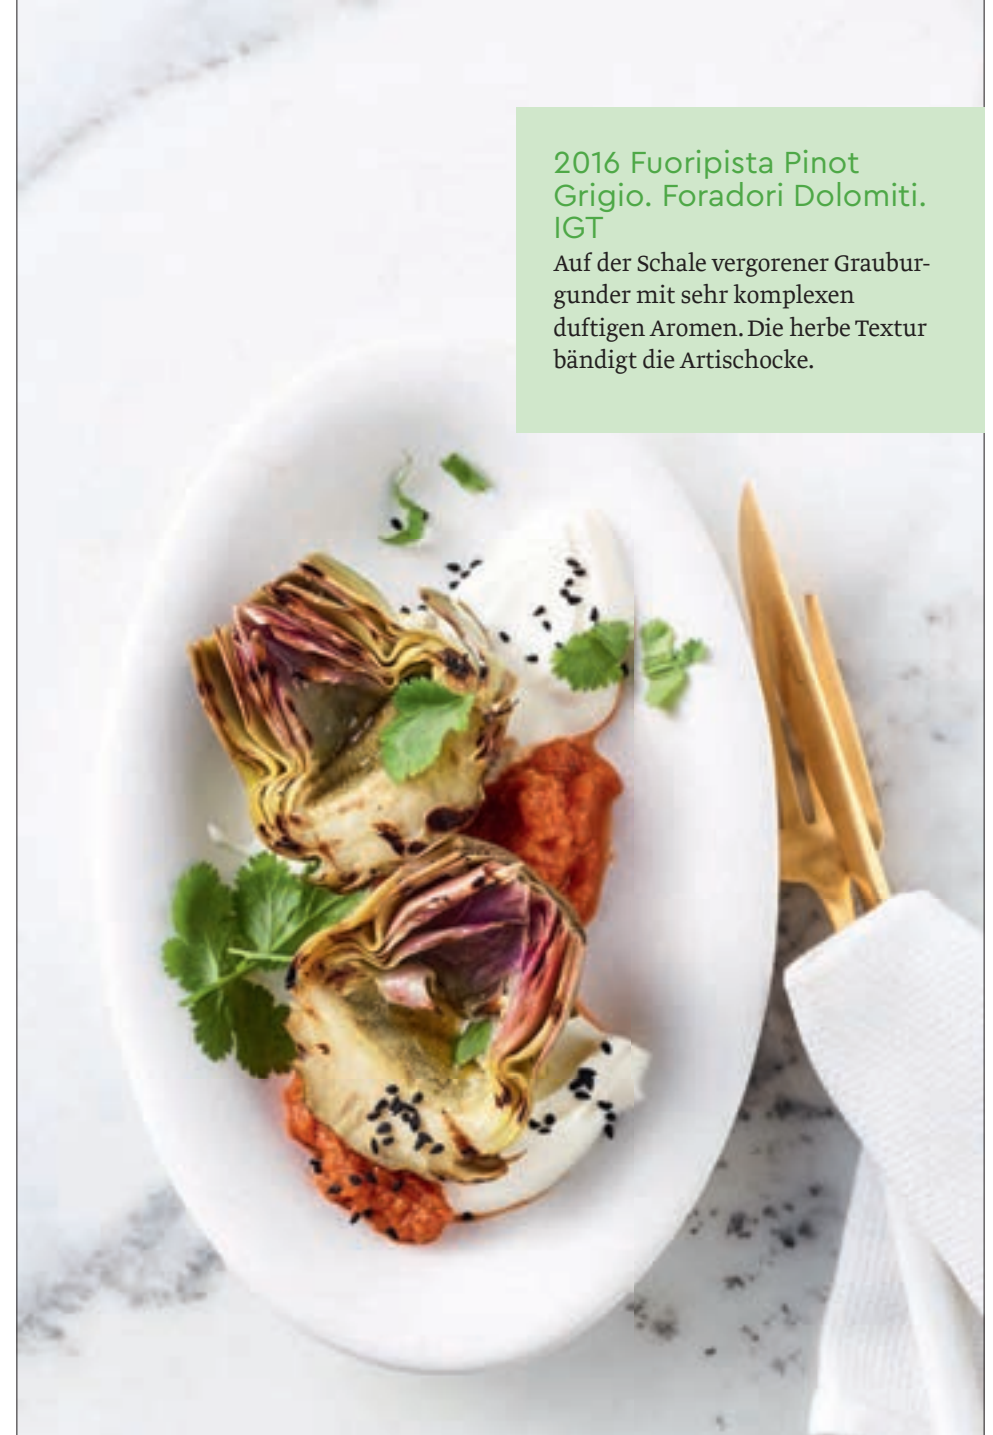 2016 Fuoripista Pinot
Grigio. Foradori Dolomiti.
IGT
Auf der Schale vergorener Graubur-
gunder mit sehr komplexen
duftigen Aromen. Die herbe Textur
bändigt die Artischocke.